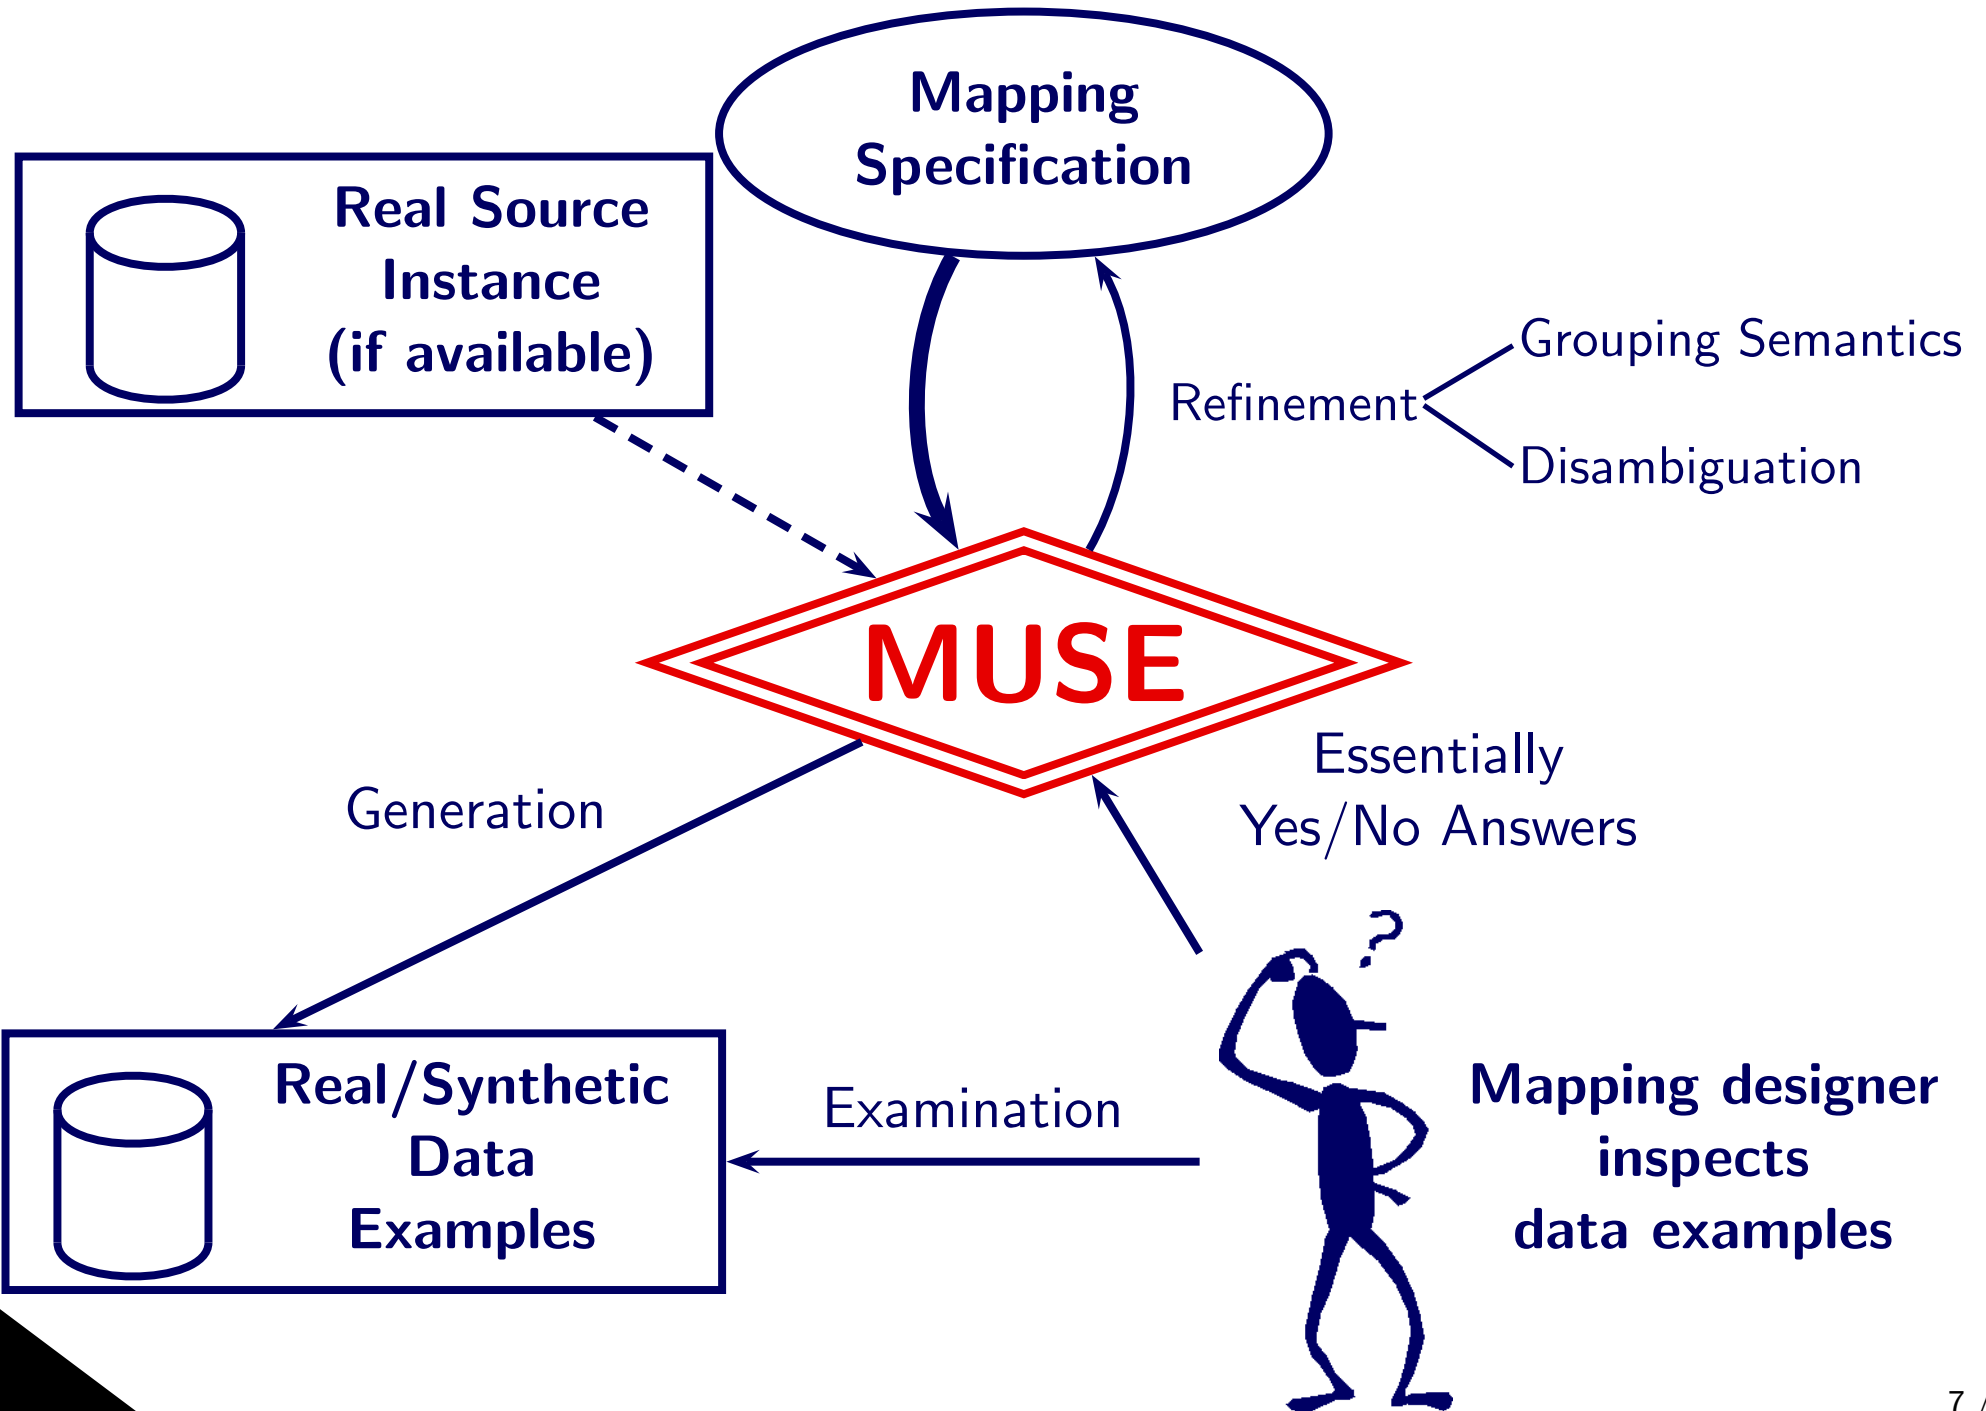 Mapping
Specification
Real Source
Instance
(if available)
Grouping Semantics
Refinement
Disambiguation
MUSE
Essentially
Yes/No Answers
Generation
?
Real/Synthetic
Data
Examples
Examination
Mapping designer
inspects
data examples
7 /